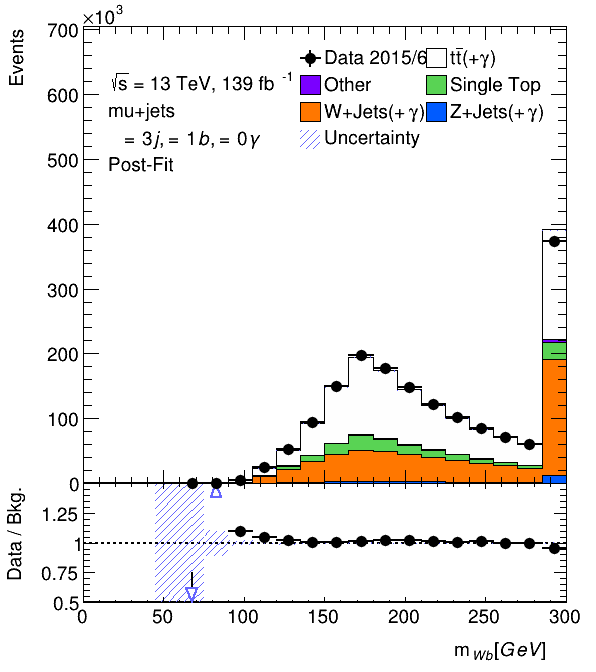 ×10³
700
Events
Data 2015/6 tt̄(+γ)
√s = 13 TeV, 139 fb⁻¹
Other Single Top
mu+jets
W+Jets(+γ) Z+Jets(+γ)
= 3j, = 1b, = 0γ
Uncertainty
Post-Fit
600
500
400
300
200
100
0
Data / Bkg.
1.25
1
0.75
0.5
0 50 100 150 200 250 300
m Wb [GeV]